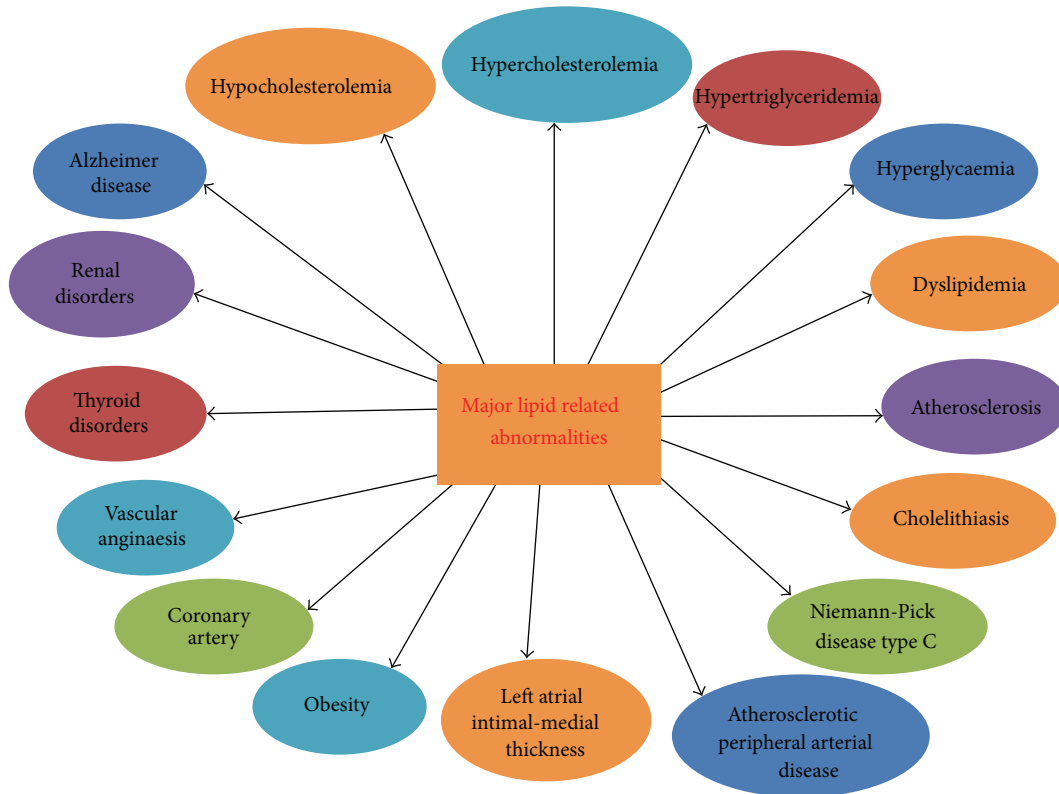 Hypercholesterolemia
Hypocholesterolemia
Hypertriglyceridemia
Alzheimer
disease
Hyperglycaemia
Renal
disorders
Dyslipidemia
Major lipid related
abnormalities
Thyroid
disorders
Atherosclerosis
Vascular
anginaesis
Cholelithiasis
Coronary
artery
Niemann-Pick
disease type C
Obesity
Left atrial
intimal-medial
thickness
Atherosclerotic
peripheral arterial
disease